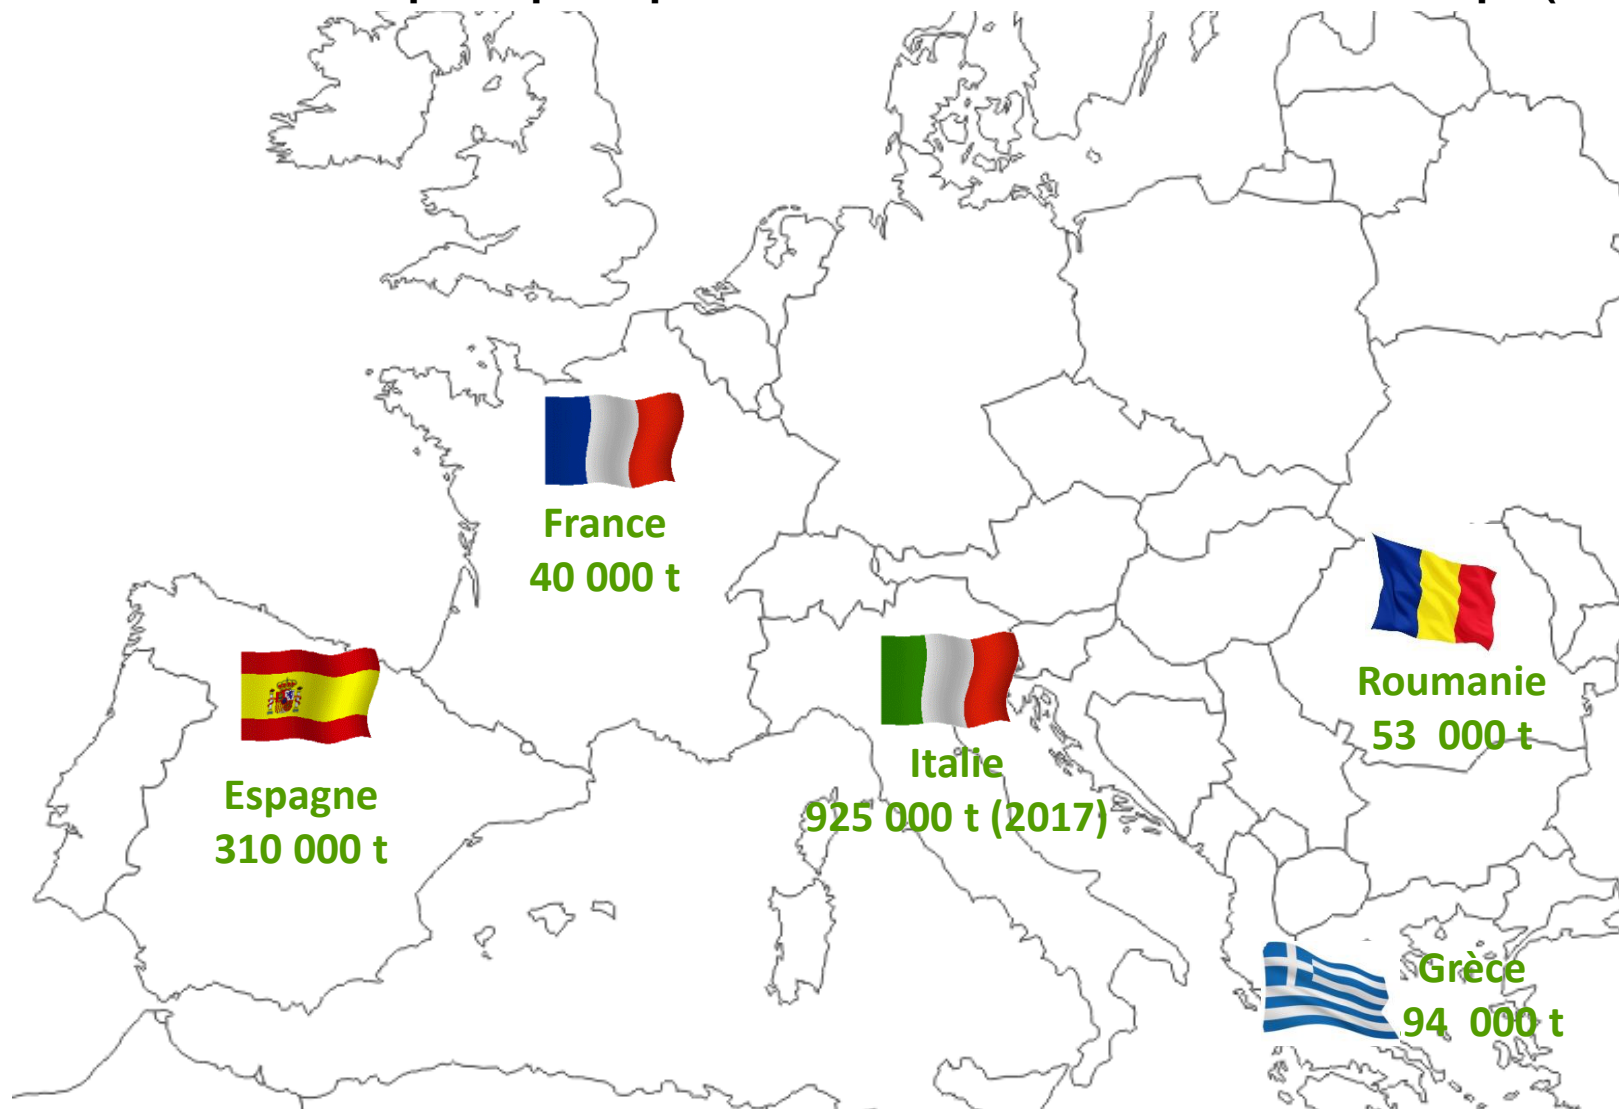 France
40 000 t
Espagne
310 000 t
Italie
925 000 t (2017)
Roumanie
53 000 t
Grèce
94 000 t